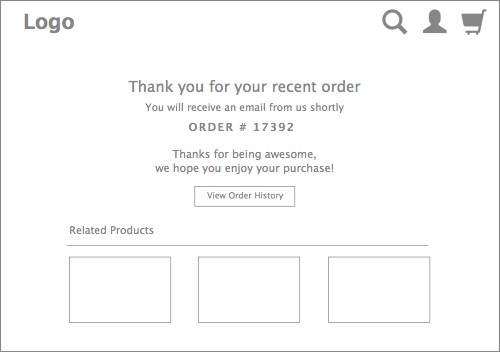 Logo
Thank you for your recent order
You will receive an email from us shortly
ORDER # 17392
Thanks for being awesome,
we hope you enjoy your purchase!
View Order History
Related Products